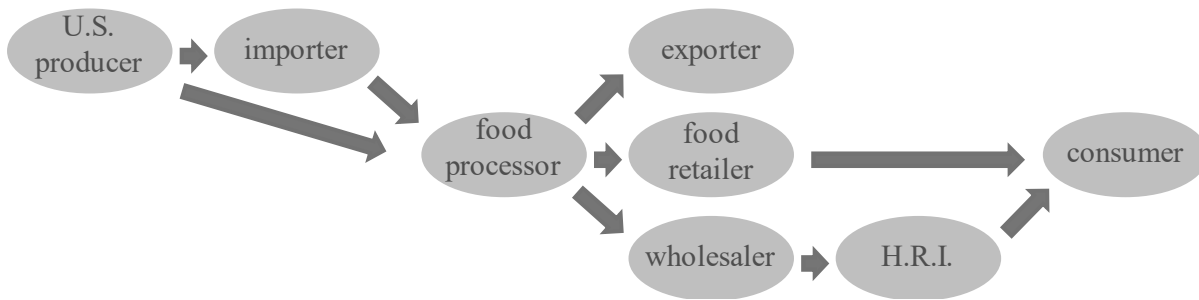 U.S.
producer
importer
exporter
food
processor
food
retailer
consumer
wholesaler
H.R.I.